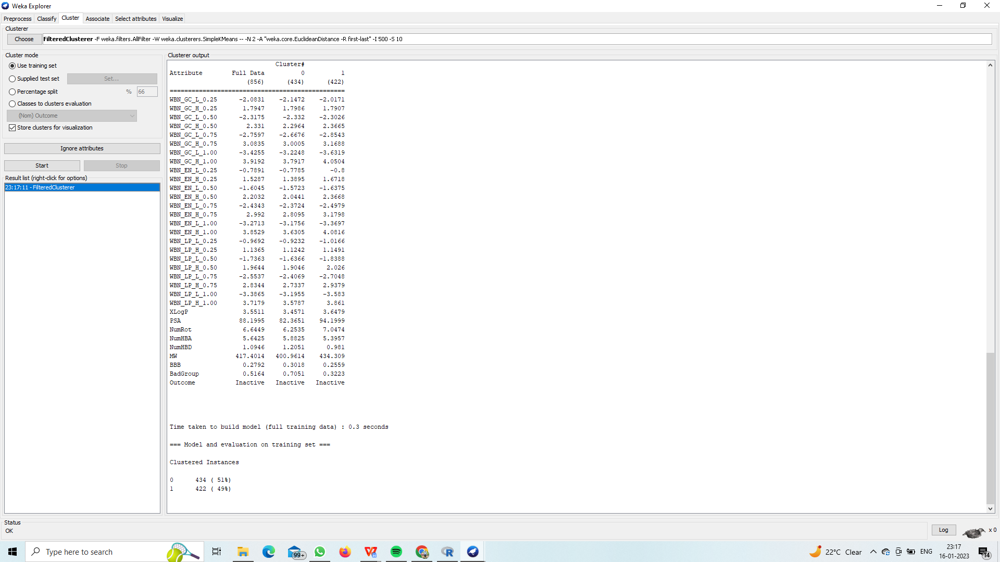 Weka Explorer
Preprocess Classify Cluster Associate Select attributes Visualize
Clusterer
Choose FilteredClusterer -F weka.filters.AllFilter -W weka.clusterers.SimpleKMeans -- -N 2 -A "weka.core.EuclideanDistance -R first-last" -I 500 -S 10
Cluster mode
Use training set
Supplied test set Set...
Percentage split % 66
Classes to clusters evaluation
(Nom) Outcome
Store clusters for visualization
Ignore attributes
Start Stop
Result list (right-click for options)
23:17:11 - FilteredClusterer
Clusterer output
Cluster#
Attribute Full Data 0 1
(856) (434) (422)
================================================
WBN_GC_L_0.25 -2.0831 -2.1472 -2.0171
WBN_GC_H_0.25 1.7947 1.7986 1.7907
WBN_GC_L_0.50 -2.3175 -2.332 -2.3026
WBN_GC_H_0.50 2.331 2.2964 2.3665
WBN_GC_L_0.75 -2.7597 -2.6676 -2.8543
WBN_GC_H_0.75 3.0835 3.0005 3.1688
WBN_GC_L_1.00 -3.4255 -3.2248 -3.6319
WBN_GC_H_1.00 3.9192 3.7917 4.0504
WBN_EN_L_0.25 -0.7891 -0.7785 -0.8
WBN_EN_H_0.25 1.5287 1.3895 1.6718
WBN_EN_L_0.50 -1.6045 -1.5723 -1.6375
WBN_EN_H_0.50 2.2032 2.0441 2.3668
WBN_EN_L_0.75 -2.4343 -2.3724 -2.4979
WBN_EN_H_0.75 2.992 2.8095 3.1798
WBN_EN_L_1.00 -3.2713 -3.1756 -3.3697
WBN_EN_H_1.00 3.8529 3.6305 4.0816
WBN_LP_L_0.25 -0.9692 -0.9232 -1.0166
WBN_LP_H_0.25 1.1365 1.1242 1.1491
WBN_LP_L_0.50 -1.7363 -1.6366 -1.8388
WBN_LP_H_0.50 1.9644 1.9046 2.026
WBN_LP_L_0.75 -2.5537 -2.4069 -2.7048
WBN_LP_H_0.75 2.8344 2.7337 2.9379
WBN_LP_L_1.00 -3.3865 -3.1955 -3.583
WBN_LP_H_1.00 3.7179 3.5787 3.861
XLogP 3.5511 3.4571 3.6479
PSA 88.1995 82.3651 94.1999
NumRot 6.6449 6.2535 7.0474
NumHBA 5.6425 5.8825 5.3957
NumHBD 1.0946 1.2051 0.981
MW 417.4014 400.9614 434.309
BBB 0.2792 0.3018 0.2559
BadGroup 0.5164 0.7051 0.3223
Outcome Inactive Inactive Inactive
Time taken to build model (full training data) : 0.3 seconds
=== Model and evaluation on training set ===
Clustered Instances
0 434 ( 51%)
1 422 ( 49%)
Status
OK
Log x 0
Type here to search
99+
22°C Clear
ENG
23:17
16-01-2023
14